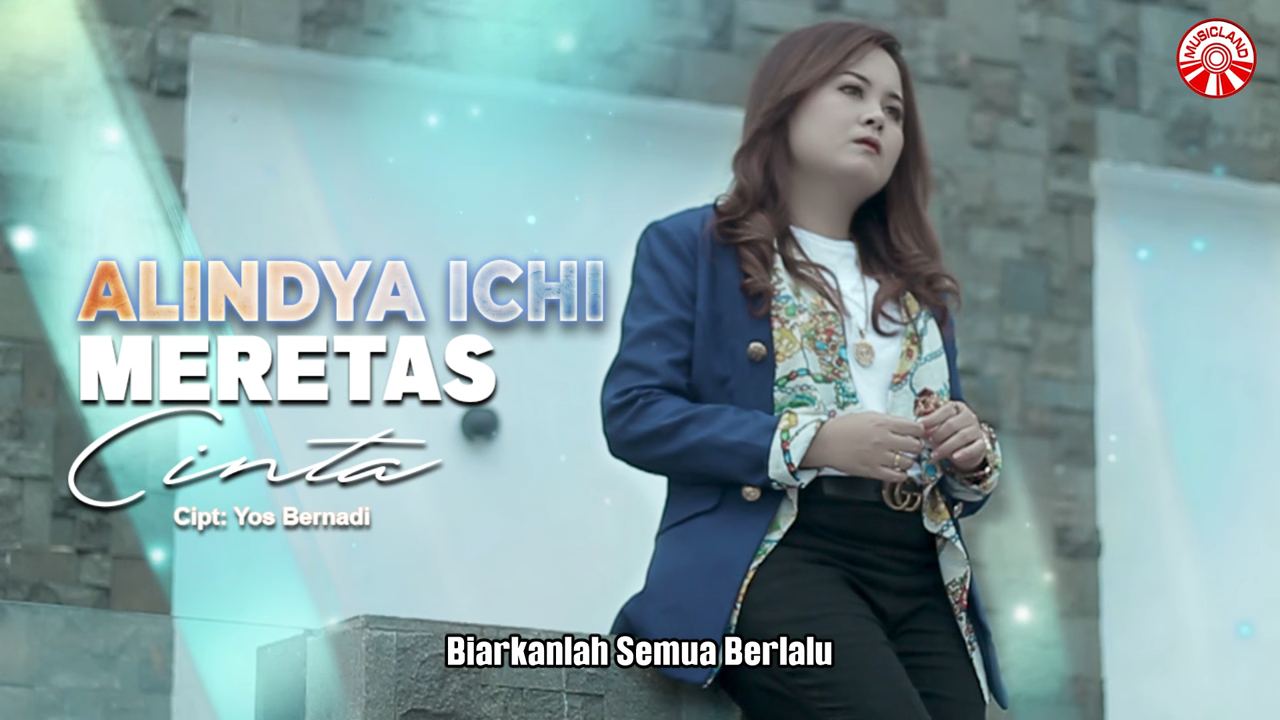 MUSICLAND
ALINDYA ICHI
MERETAS
Cinta
Cipt: Yos Bernadi
Biarkanlah Semua Berlalu